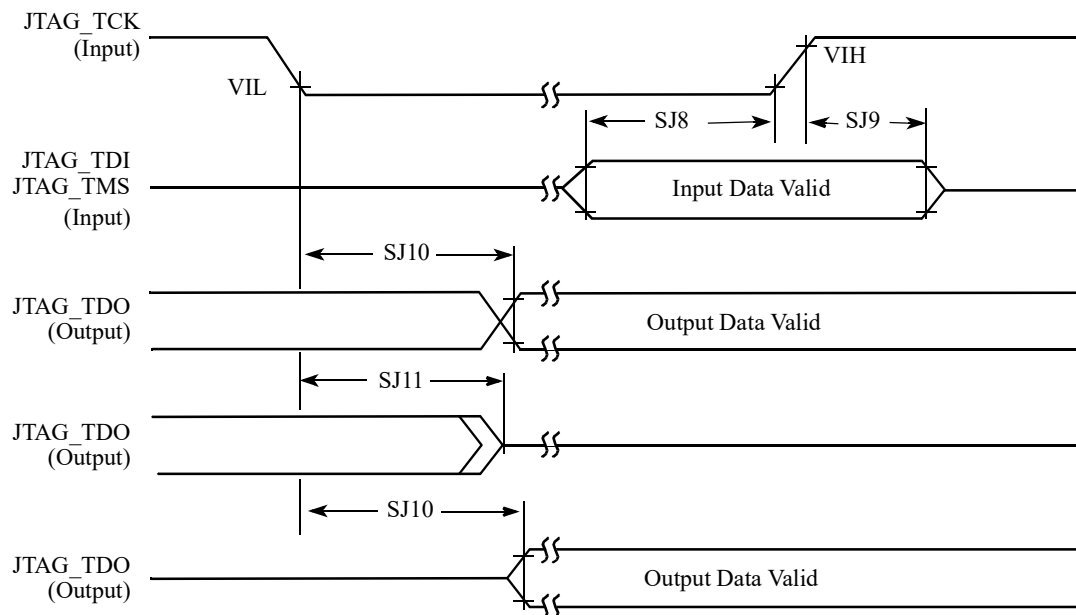 JTAG_TCK
(Input)
VIL
VIH
SJ8
SJ9
JTAG_TDI
JTAG_TMS
(Input)
Input Data Valid
SJ10
JTAG_TDO
(Output)
Output Data Valid
SJ11
JTAG_TDO
(Output)
SJ10
JTAG_TDO
(Output)
Output Data Valid